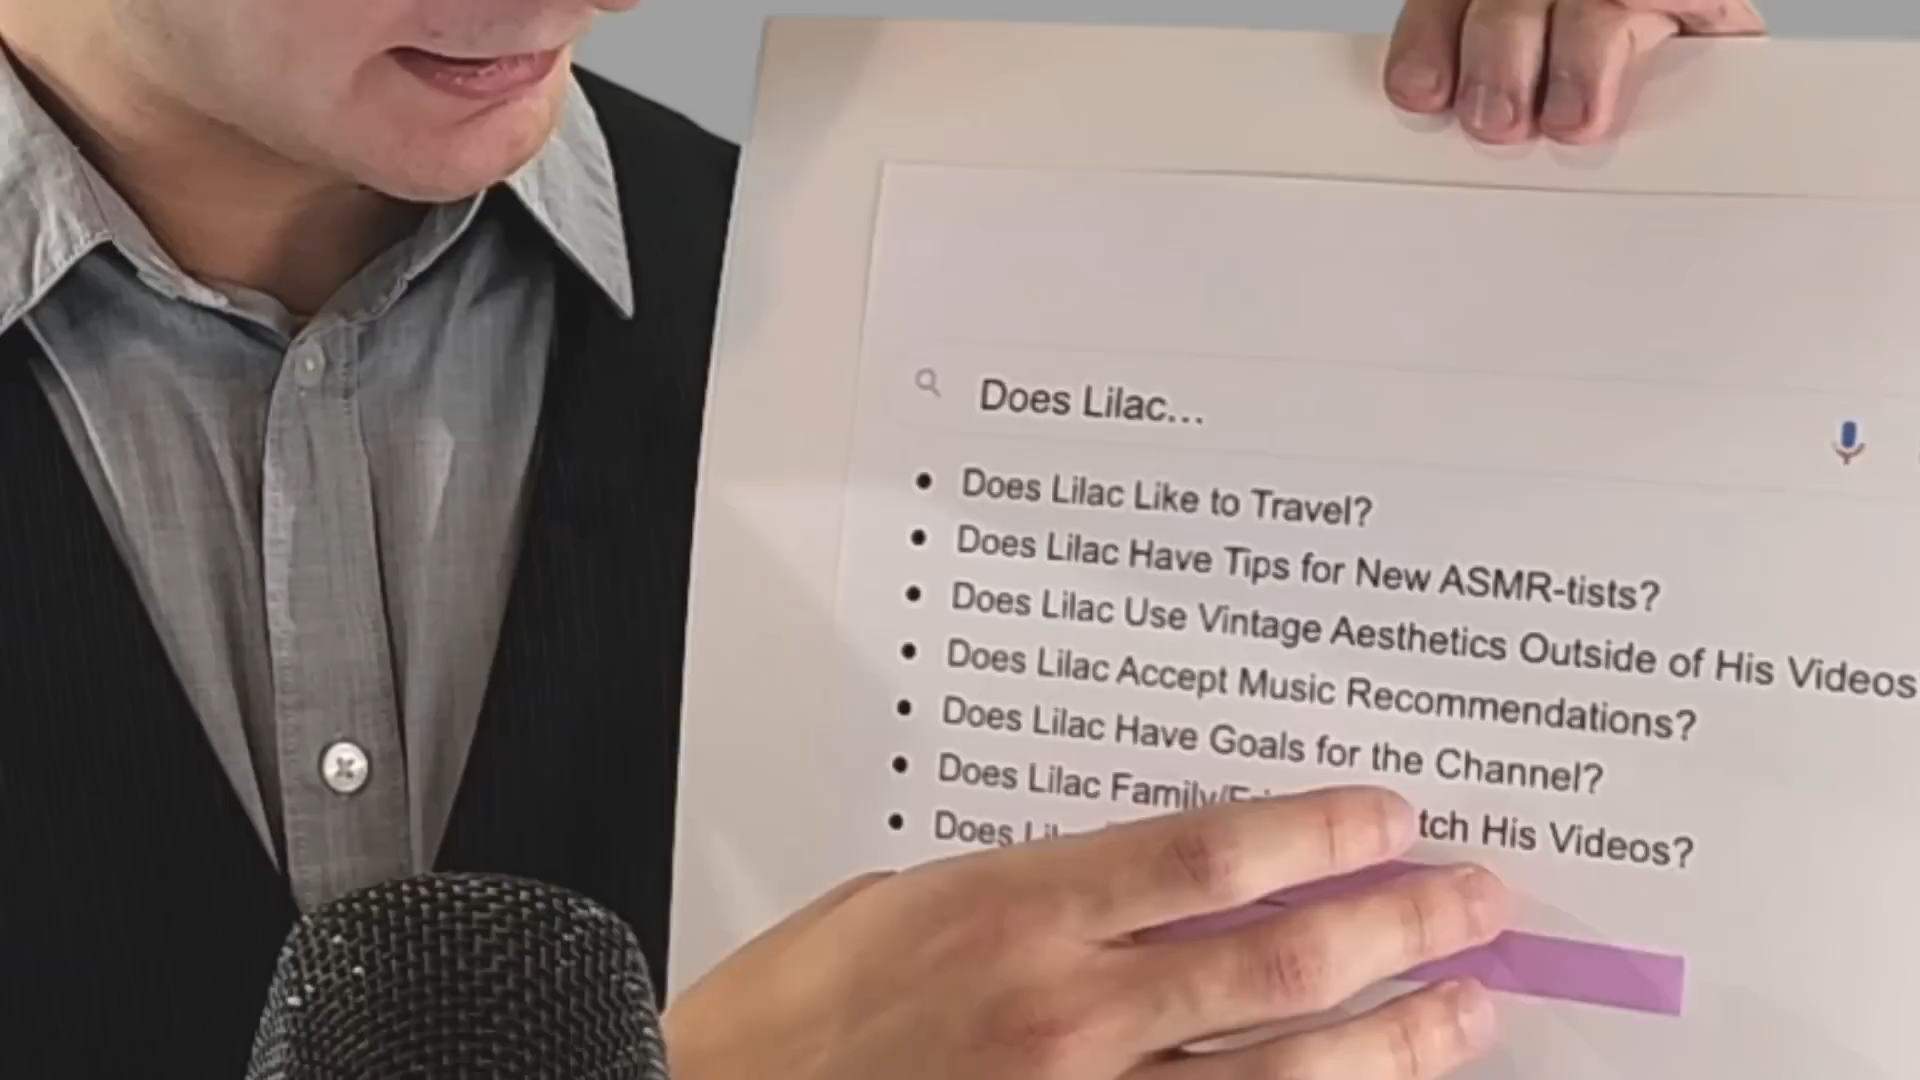 Does Lilac...
• Does Lilac Like to Travel?
• Does Lilac Have Tips for New ASMR-tists?
• Does Lilac Use Vintage Aesthetics Outside of His Videos
• Does Lilac Accept Music Recommendations?
• Does Lilac Have Goals for the Channel?
• Does Lilac Family/ His Videos?
• Does